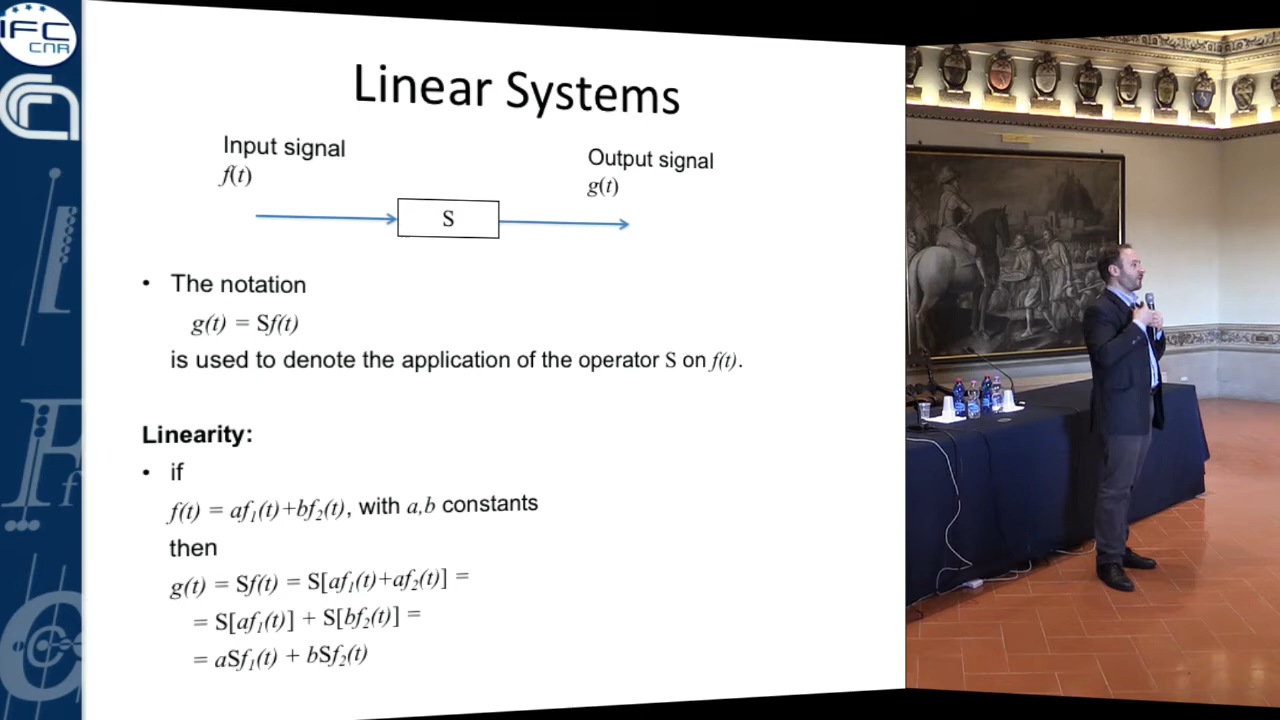 IFC
CNR
Linear Systems
Input signal
f(t)
Output signal
g(t)
S
• The notation
g(t) = Sf(t)
is used to denote the application of the operator S on f(t).
Linearity:
• if
f(t) = af₁(t)+bf₂(t), with a,b constants
then
g(t) = Sf(t) = S[af₁(t)+af₂(t)] =
= S[af₁(t)] + S[bf₂(t)] =
= aSf₁(t) + bSf₂(t)